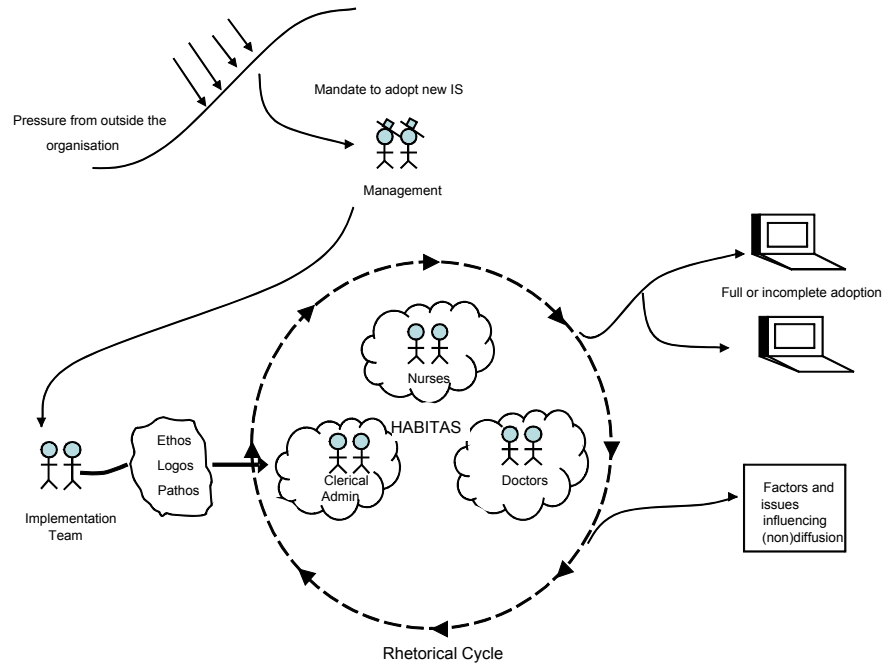 Mandate to adopt new IS
Pressure from outside the
organisation
Management
Full or incomplete adoption
Nurses
HABITAS
Clerical
Admin
Doctors
Ethos
Logos
Pathos
Implementation
Team
Factors and
issues
influencing
(non)diffusion
Rhetorical Cycle